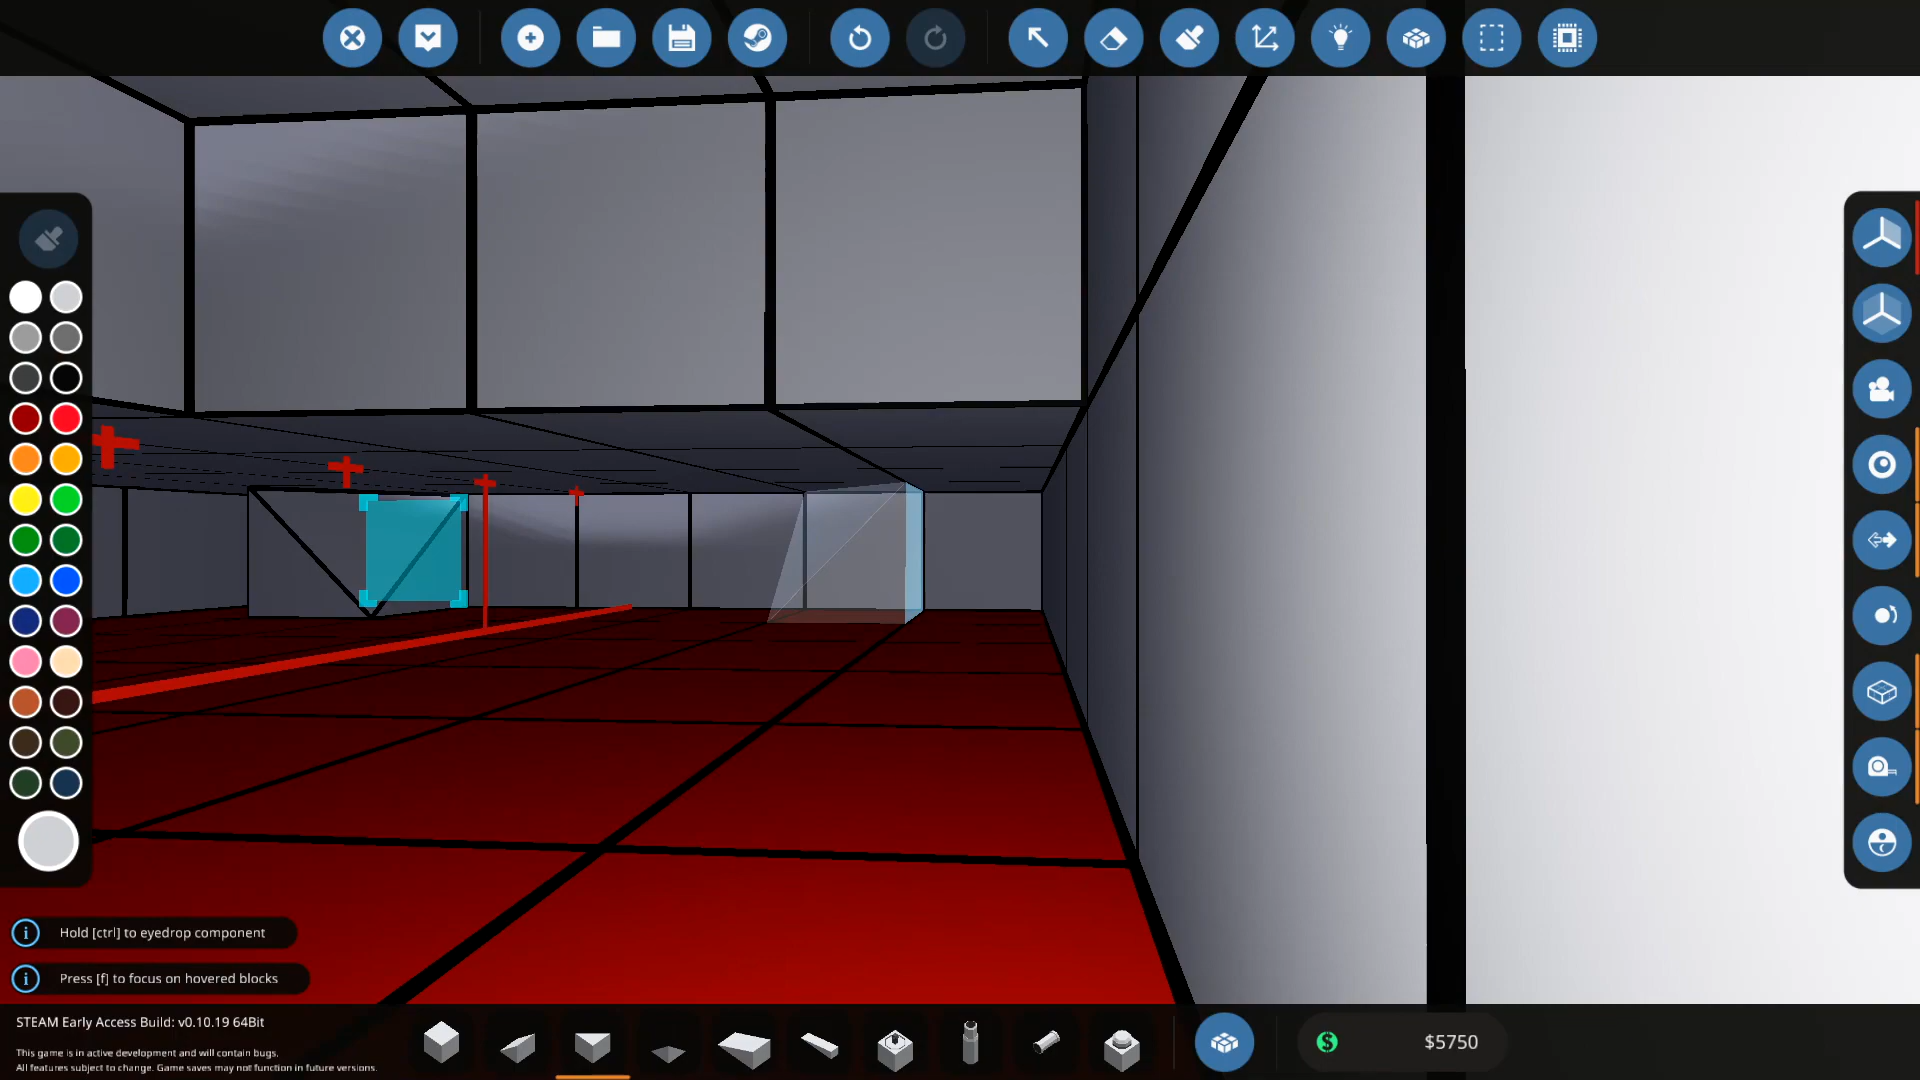 Hold [ctrl] to eyedrop component
Press [f] to focus on hovered blocks
STEAM Early Access Build: v0.10.19 64Bit
This game is in active development and will contain bugs.
All features subject to change. Game saves may not function in future versions.
$5750